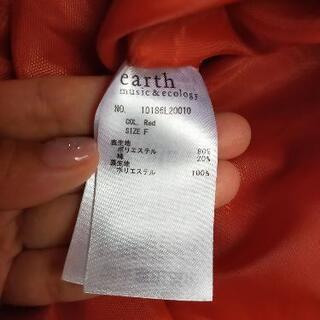 earth
music&ecology
NO. 10186L20010
COL. Red
SIZE F
表生地
ポリエステル 80%
綿 20%
裏生地
ポリエステル 100%